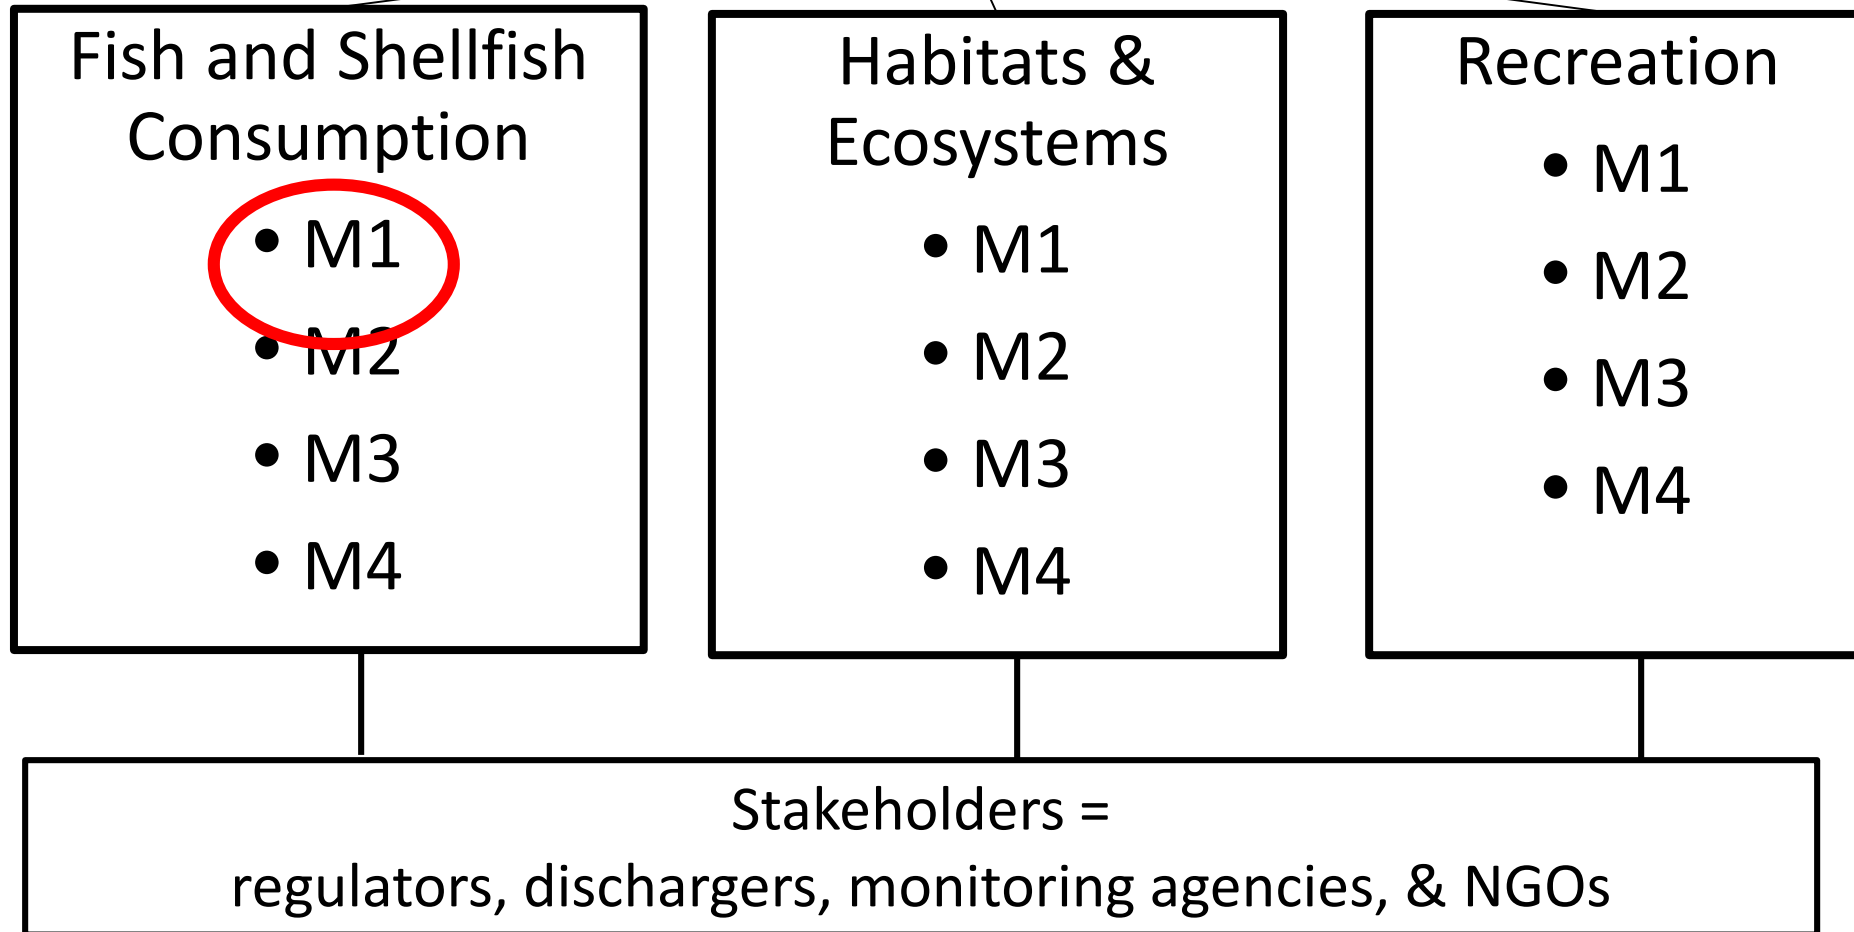 Fish and Shellfish
Consumption
• M1
• M2
• M3
• M4
Habitats &
Ecosystems
• M1
• M2
• M3
• M4
Recreation
• M1
• M2
• M3
• M4
Stakeholders =
regulators, dischargers, monitoring agencies, & NGOs